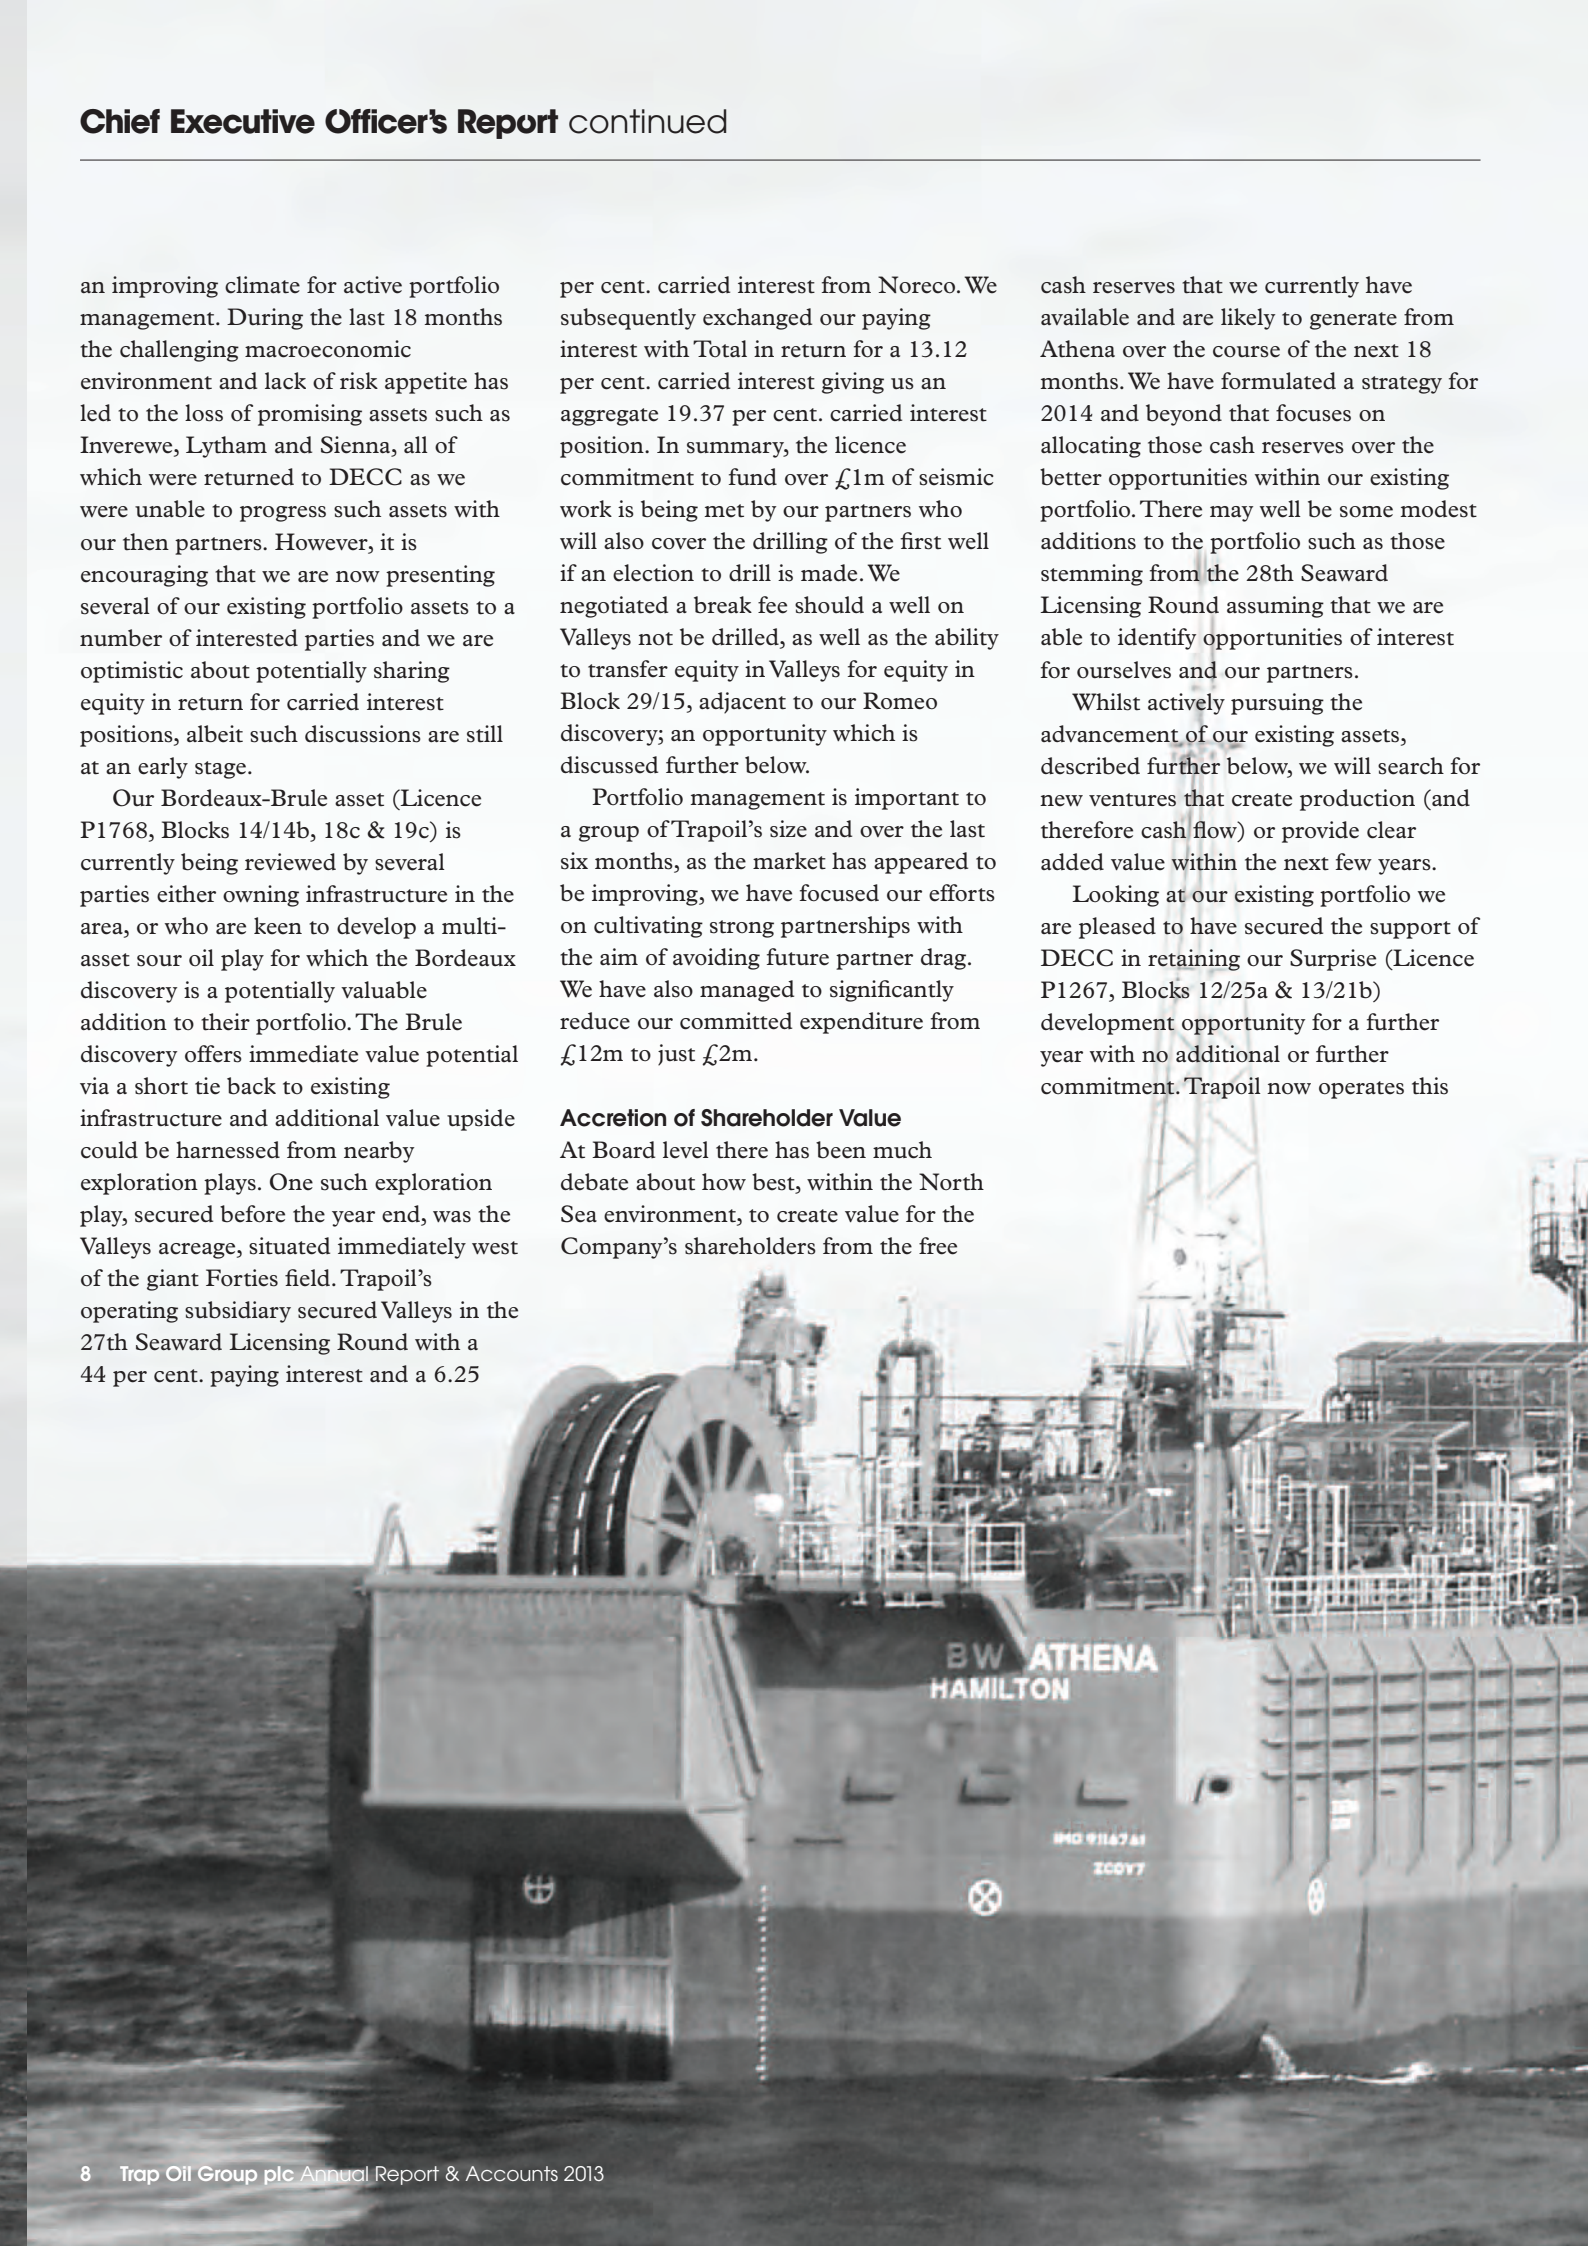 Chief Executive Officer's Report continued
an improving climate for active portfolio
management. During the last 18 months
the challenging macroeconomic
environment and lack of risk appetite has
led to the loss of promising assets such as
Inverewe, Lytham and Sienna, all of
which were returned to DECC as we
were unable to progress such assets with
our then partners. However, it is
encouraging that we are now presenting
several of our existing portfolio assets to a
number of interested parties and we are
optimistic about potentially sharing
equity in return for carried interest
positions, albeit such discussions are still
at an early stage.
Our Bordeaux-Brule asset (Licence
P1768, Blocks 14/14b, 18c & 19c) is
currently being reviewed by several
parties either owning infrastructure in the
area, or who are keen to develop a multi-
asset sour oil play for which the Bordeaux
discovery is a potentially valuable
addition to their portfolio. The Brule
discovery offers immediate value potential
via a short tie back to existing
infrastructure and additional value upside
could be harnessed from nearby
exploration plays. One such exploration
play, secured before the year end, was the
Valleys acreage, situated immediately west
of the giant Forties field. Trapoil's
operating subsidiary secured Valleys in the
27th Seaward Licensing Round with a
44 per cent. paying interest and a 6.25
per cent. carried interest from Noreco. We
subsequently exchanged our paying
interest with Total in return for a 13.12
per cent. carried interest giving us an
aggregate 19.37 per cent. carried interest
position. In summary, the licence
commitment to fund over £1m of seismic
work is being met by our partners who
will also cover the drilling of the first well
if an election to drill is made. We
negotiated a break fee should a well on
Valleys not be drilled, as well as the ability
to transfer equity in Valleys for equity in
Block 29/15, adjacent to our Romeo
discovery; an opportunity which is
discussed further below.
Portfolio management is important to
a group of Trapoil's size and over the last
six months, as the market has appeared to
be improving, we have focused our efforts
on cultivating strong partnerships with
the aim of avoiding future partner drag.
We have also managed to significantly
reduce our committed expenditure from
£12m to just £2m.
Accretion of Shareholder Value
At Board level there has been much
debate about how best, within the North
Sea environment, to create value for the
Company's shareholders from the free
cash reserves that we currently have
available and are likely to generate from
Athena over the course of the next 18
months. We have formulated a strategy for
2014 and beyond that focuses on
allocating those cash reserves over the
better opportunities within our existing
portfolio. There may well be some modest
additions to the portfolio such as those
stemming from the 28th Seaward
Licensing Round assuming that we are
able to identify opportunities of interest
for ourselves and our partners.
Whilst actively pursuing the
advancement of our existing assets,
described further below, we will search for
new ventures that create production (and
therefore cash flow) or provide clear
added value within the next few years.
Looking at our existing portfolio we
are pleased to have secured the support of
DECC in retaining our Surprise (Licence
P1267, Blocks 12/25a & 13/21b)
development opportunity for a further
year with no additional or further
commitment. Trapoil now operates this
BW ATHENA
HAMILTON
IMO 9116761
ZCDY7
8 Trap Oil Group plc Annual Report & Accounts 2013